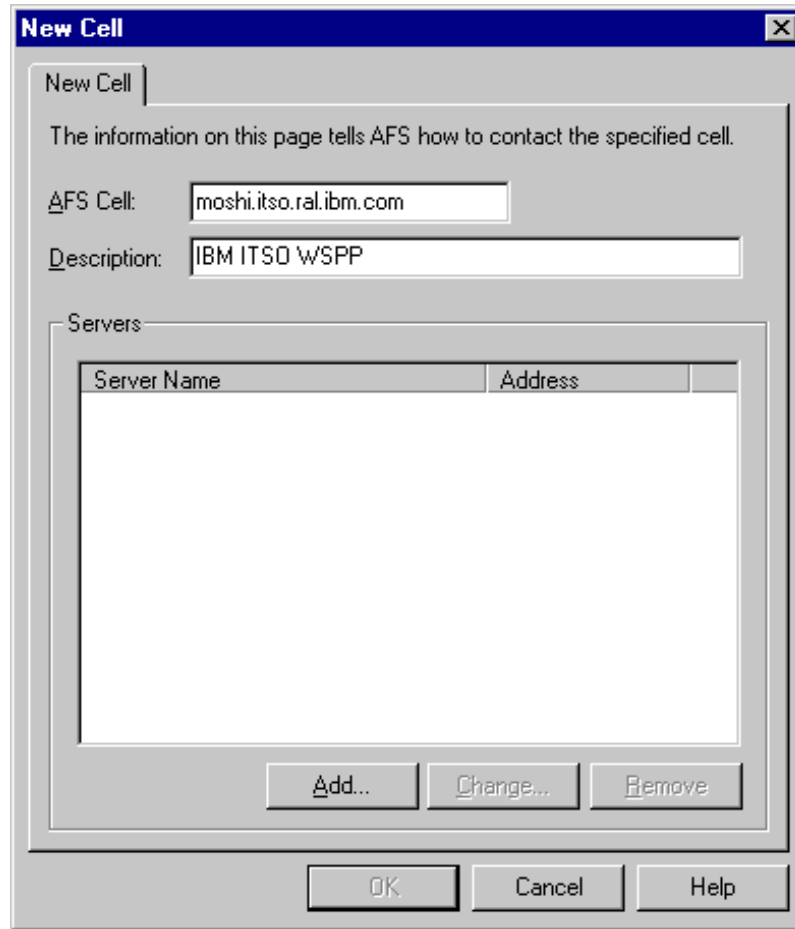 New Cell
New Cell
The information on this page tells AFS how to contact the specified cell.
AFS Cell: moshi.itso.ral.ibm.com
Description: IBM ITSO WSPP
Servers
Server Name Address
Add... Change... Remove
OK Cancel Help